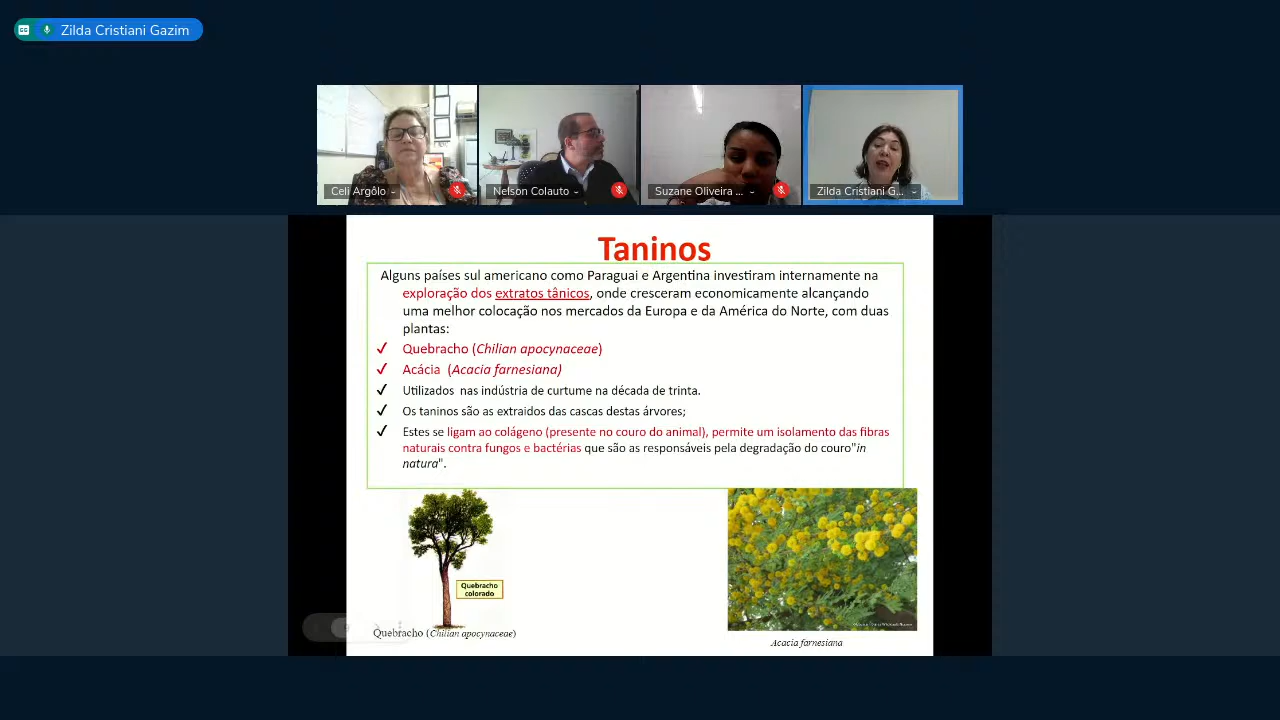 Zilda Cristiani Gazim
Celi Argôlo
Nelson Colauto
Suzane Oliveira ...
Zilda Cristiani G...
Taninos
Alguns países sul americano como Paraguai e Argentina investiram internamente na
exploração dos extratos tânicos, onde cresceram economicamente alcançando
uma melhor colocação nos mercados da Europa e da América do Norte, com duas
plantas:
Quebracho (Chilian apocynaceae)
Acácia (Acacia farnesiana)
Utilizados nas indústria de curtume na década de trinta.
Os taninos são as extraidos das cascas destas árvores;
Estes se ligam ao colágeno (presente no couro do animal), permite um isolamento das fibras
naturais contra fungos e bactérias que são as responsáveis pela degradação do couro"in
natura".
Quebracho
colorado
Quebracho (Chilian apocynaceae)
Acacia farnesiana